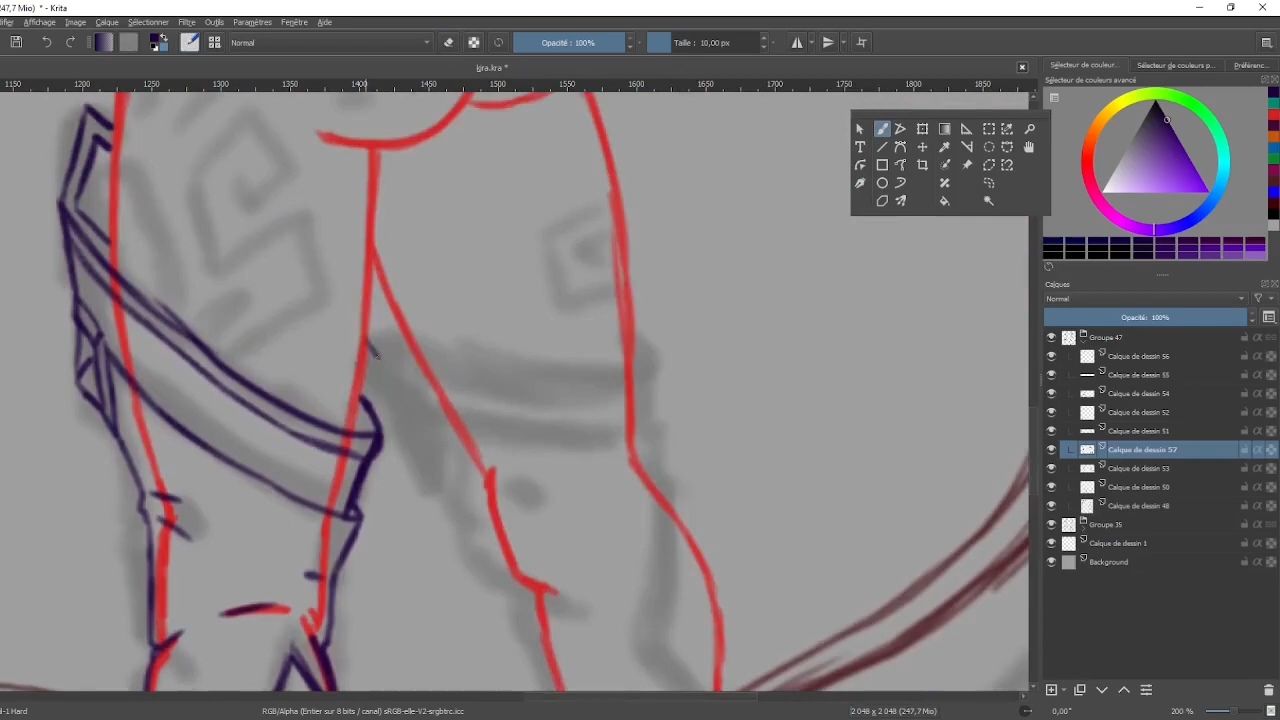 (247,7 Mio) * - Krita
ifier Affichage Image Calque Sélectionner Filtre Outils Paramètres Fenêtre Aide
Normal Opacité : 100% Taille : 10,00 px
kira.kra *
Sélecteur de couleur... Sélecteur de couleurs p... Préférenc...
1150 1200 1250 1300 1350 1400 1450 1500 1550 1600 1650 1700 1750 1800 1850
Sélecteur de couleurs avancé
Calques
Normal
Opacité: 100%
Groupe 47
Calque de dessin 56
Calque de dessin 55
Calque de dessin 54
Calque de dessin 52
Calque de dessin 51
Calque de dessin 57
Calque de dessin 53
Calque de dessin 50
Calque de dessin 48
Groupe 35
Calque de dessin 1
Background
l-1 Hard RGB/Alpha (Entier sur 8 bits / canal) sRGB-elle-V2-srgbtrc.icc 2 048 x 2 048 (247,7 Mio) 0,00° 200 %